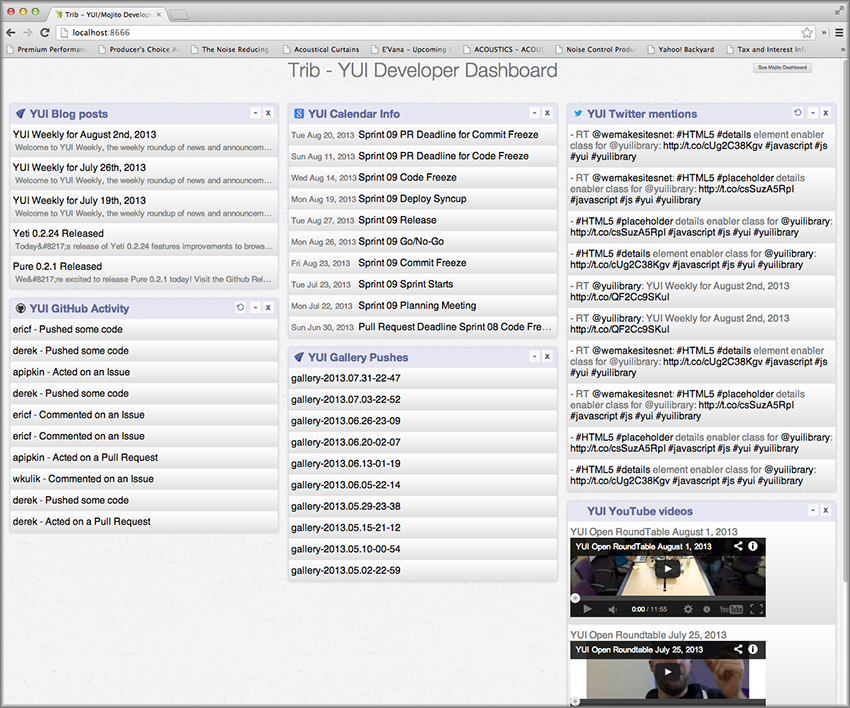 Trib - YUI/Mojito Develope
localhost:8666
Premium Performan
Producer's Choice A
The Noise Reducing
Acoustical Curtains
E'Vana - Upcoming
ACOUSTICS - ACOUS
Noise Control Produ
Yahoo! Backyard
Tax and Interest Info
Trib - YUI Developer Dashboard
See Mojito Dashboard
YUI Blog posts
YUI Weekly for August 2nd, 2013
Welcome to YUI Weekly, the weekly roundup of news and announcem...
YUI Weekly for July 26th, 2013
Welcome to YUI Weekly, the weekly roundup of news and announcem...
YUI Weekly for July 19th, 2013
Welcome to YUI Weekly, the weekly roundup of news and announcem...
Yeti 0.2.24 Released
Today&#8217;s release of Yeti 0.2.24 features improvements to brows...
Pure 0.2.1 Released
We&#8217;re excited to release Pure 0.2.1 today! Visit the Github Rel...
YUI GitHub Activity
ericf - Pushed some code
derek - Pushed some code
apipkin - Acted on an Issue
derek - Pushed some code
ericf - Commented on an Issue
ericf - Commented on an Issue
apipkin - Acted on a Pull Request
wkulik - Commented on an Issue
derek - Pushed some code
derek - Acted on a Pull Request
YUI Calendar Info
Tue Aug 20, 2013 Sprint 09 PR Deadline for Commit Freeze
Sun Aug 11, 2013 Sprint 09 PR Deadline for Code Freeze
Wed Aug 14, 2013 Sprint 09 Code Freeze
Mon Aug 19, 2013 Sprint 09 Deploy Syncup
Tue Aug 27, 2013 Sprint 09 Release
Mon Aug 26, 2013 Sprint 09 Go/No-Go
Fri Aug 23, 2013 Sprint 09 Commit Freeze
Tue Jul 23, 2013 Sprint 09 Sprint Starts
Mon Jul 22, 2013 Sprint 09 Planning Meeting
Sun Jun 30, 2013 Pull Request Deadline Sprint 08 Code Fre...
YUI Gallery Pushes
gallery-2013.07.31-22-47
gallery-2013.07.03-22-52
gallery-2013.06.26-23-09
gallery-2013.06.20-02-07
gallery-2013.06.13-01-19
gallery-2013.06.05-22-14
gallery-2013.05.29-23-38
gallery-2013.05.15-21-12
gallery-2013.05.10-00-54
gallery-2013.05.02-22-59
YUI Twitter mentions
- RT @wemakesitesnet: #HTML5 #details element enabler
class for @yuilibrary: http://t.co/cUg2C38Kgv #javascript #js
#yui #yuilibrary
- RT @wemakesitesnet: #HTML5 #placeholder details
enabler class for @yuilibrary: http://t.co/csSuzA5RpI
#javascript #js #yui #yuilibrary
- #HTML5 #placeholder details enabler class for @yuilibrary:
http://t.co/csSuzA5RpI #javascript #js #yui #yuilibrary
- #HTML5 #details element enabler class for @yuilibrary:
http://t.co/cUg2C38Kgv #javascript #js #yui #yuilibrary
- RT @yuilibrary: YUI Weekly for August 2nd, 2013
http://t.co/QF2Cc9SKuI
- RT @yuilibrary: YUI Weekly for August 2nd, 2013
http://t.co/QF2Cc9SKuI
- RT @wemakesitesnet: #HTML5 #details element enabler
class for @yuilibrary: http://t.co/cUg2C38Kgv #javascript #js
#yui #yuilibrary
- RT @wemakesitesnet: #HTML5 #placeholder details
enabler class for @yuilibrary: http://t.co/csSuzA5RpI
#javascript #js #yui #yuilibrary
- #HTML5 #placeholder details enabler class for @yuilibrary:
http://t.co/csSuzA5RpI #javascript #js #yui #yuilibrary
- #HTML5 #details element enabler class for @yuilibrary:
http://t.co/cUg2C38Kgv #javascript #js #yui #yuilibrary
YUI YouTube videos
YUI Open RoundTable August 1, 2013
YUI Open RoundTable August 1, 2013
0:00 / 11:55
YouTube
YUI Open Roundtable July 25, 2013
YUI Open Roundtable July 25, 2013